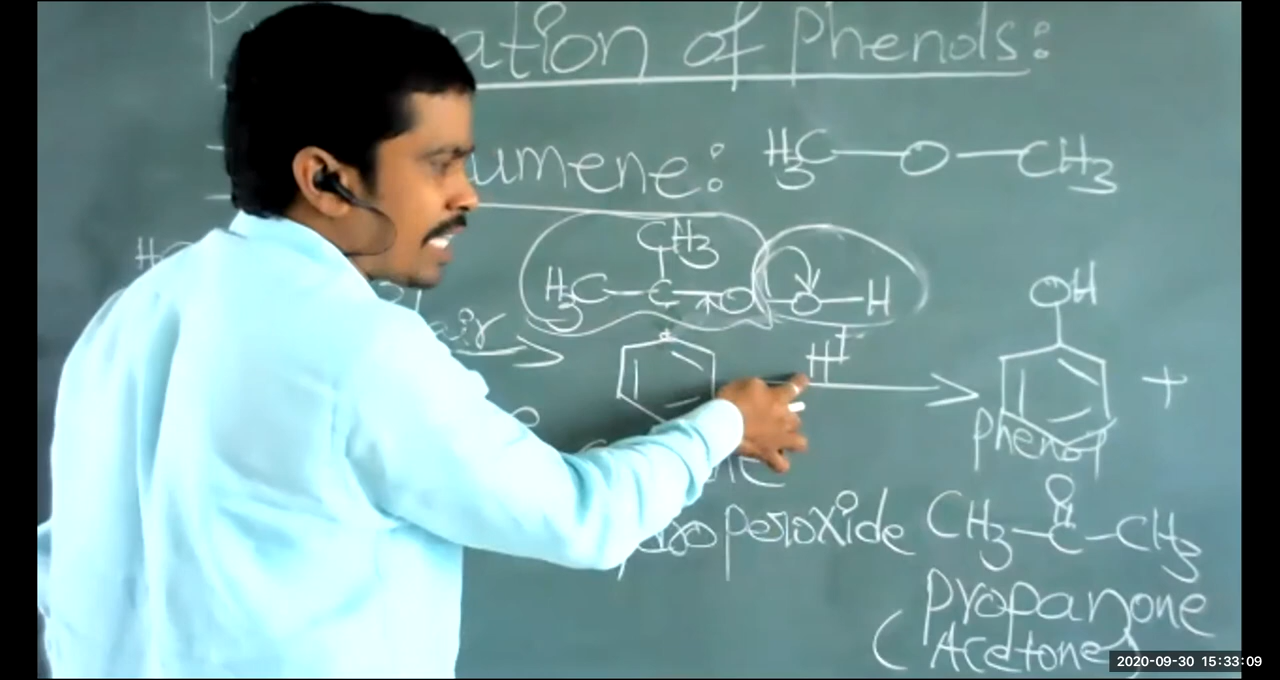 ation of Phenols:
umene: H3C—O—CH3
CH3
H3C—C—O—O—H
OH
air
H+
+
Phenol
roperoxide CH3—C—CH3
O
Propanone
(Acetone)
2020-09-30 15:33:09